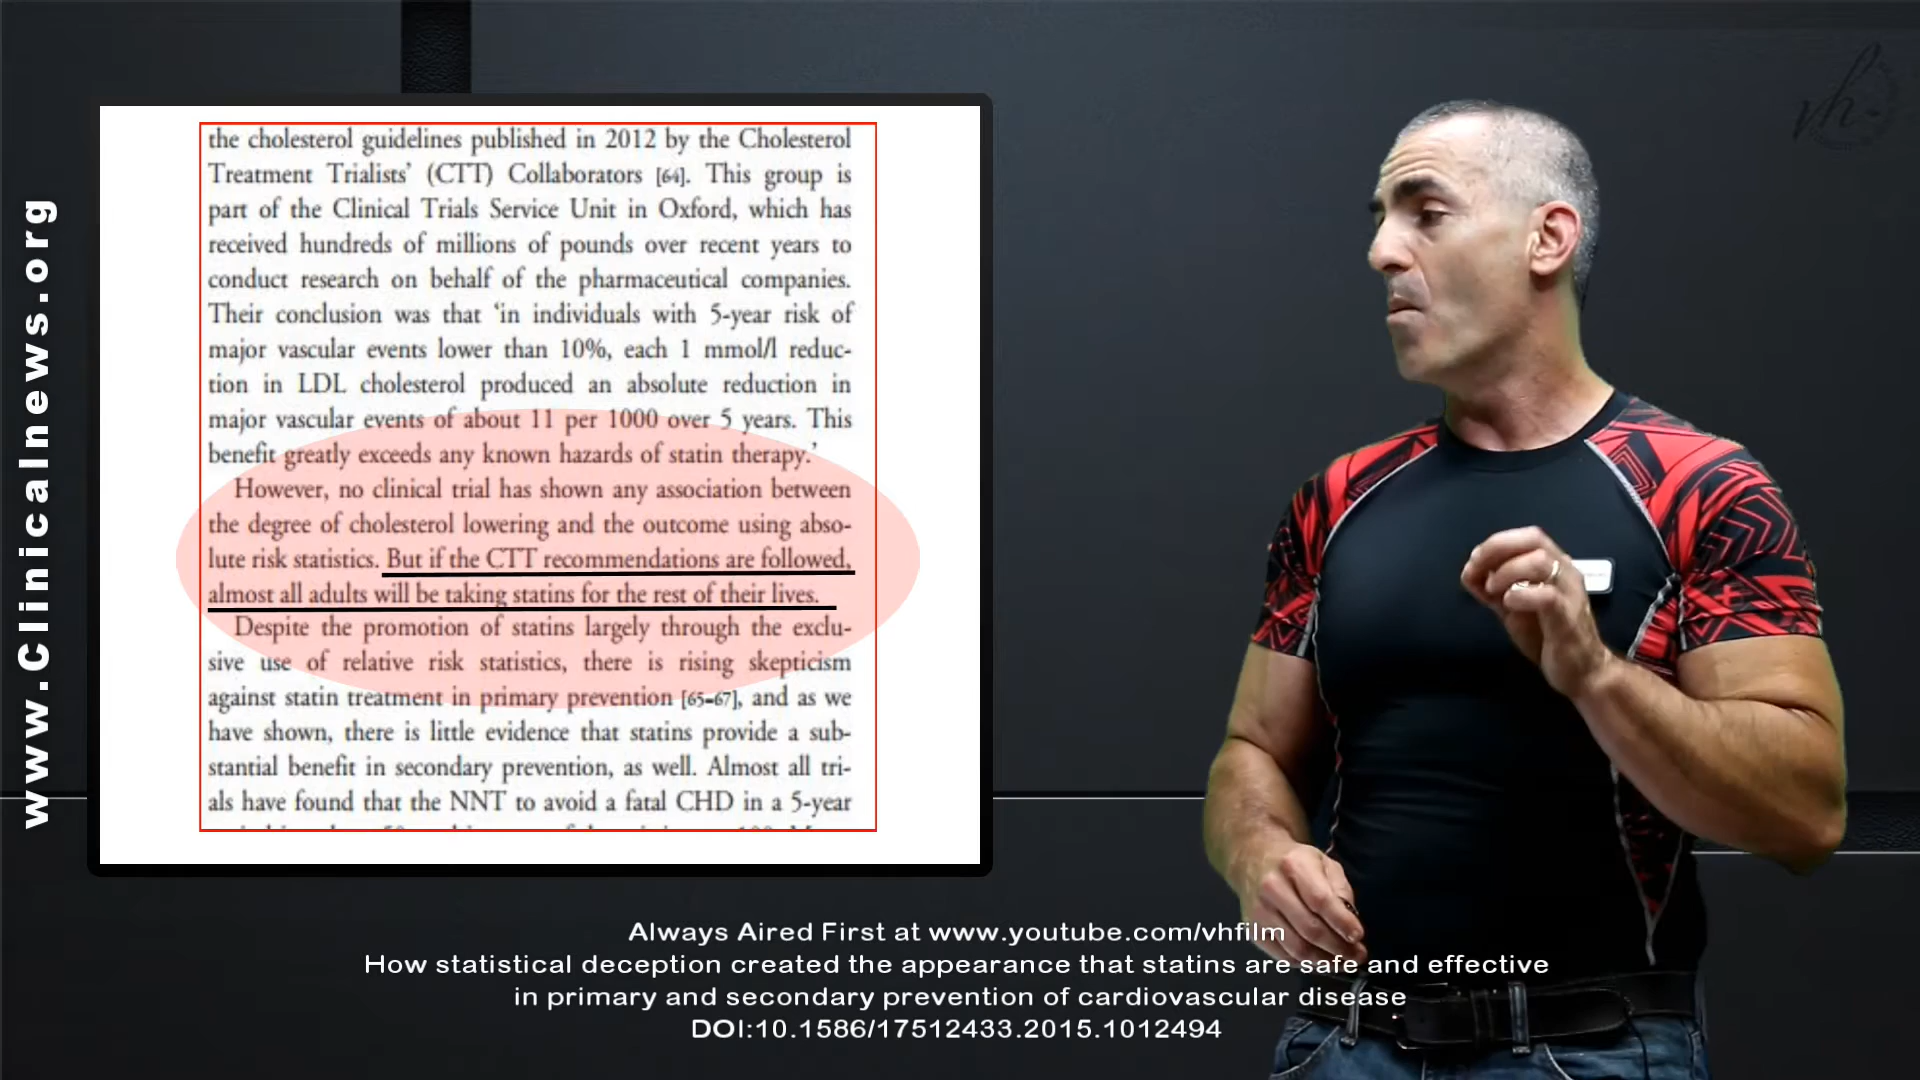 www.Clinicalnews.org
the cholesterol guidelines published in 2012 by the Cholesterol
Treatment Trialists’ (CTT) Collaborators [64]. This group is
part of the Clinical Trials Service Unit in Oxford, which has
received hundreds of millions of pounds over recent years to
conduct research on behalf of the pharmaceutical companies.
Their conclusion was that ‘in individuals with 5-year risk of
major vascular events lower than 10%, each 1 mmol/l reduc-
tion in LDL cholesterol produced an absolute reduction in
major vascular events of about 11 per 1000 over 5 years. This
benefit greatly exceeds any known hazards of statin therapy.’
However, no clinical trial has shown any association between
the degree of cholesterol lowering and the outcome using abso-
lute risk statistics. But if the CTT recommendations are followed,
almost all adults will be taking statins for the rest of their lives.
Despite the promotion of statins largely through the exclu-
sive use of relative risk statistics, there is rising skepticism
against statin treatment in primary prevention [65–67], and as we
have shown, there is little evidence that statins provide a sub-
stantial benefit in secondary prevention, as well. Almost all tri-
als have found that the NNT to avoid a fatal CHD in a 5-year
vh
Always Aired First at www.youtube.com/vhfilm
How statistical deception created the appearance that statins are safe and effective
in primary and secondary prevention of cardiovascular disease
DOI:10.1586/17512433.2015.1012494